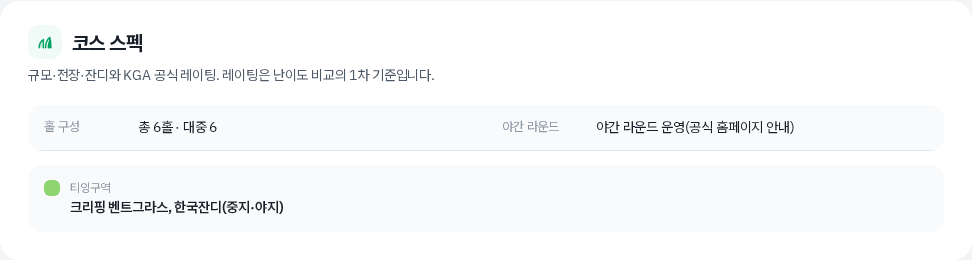 코스 스펙
규모·전장·잔디와 KGA 공식 레이팅. 레이팅은 난이도 비교의 1차 기준입니다.
홀 구성 총 6홀 · 대중 6 야간 라운드 야간 라운드 운영(공식 홈페이지 안내)
티잉구역
크리핑 벤트그라스, 한국잔디(중지·야지)